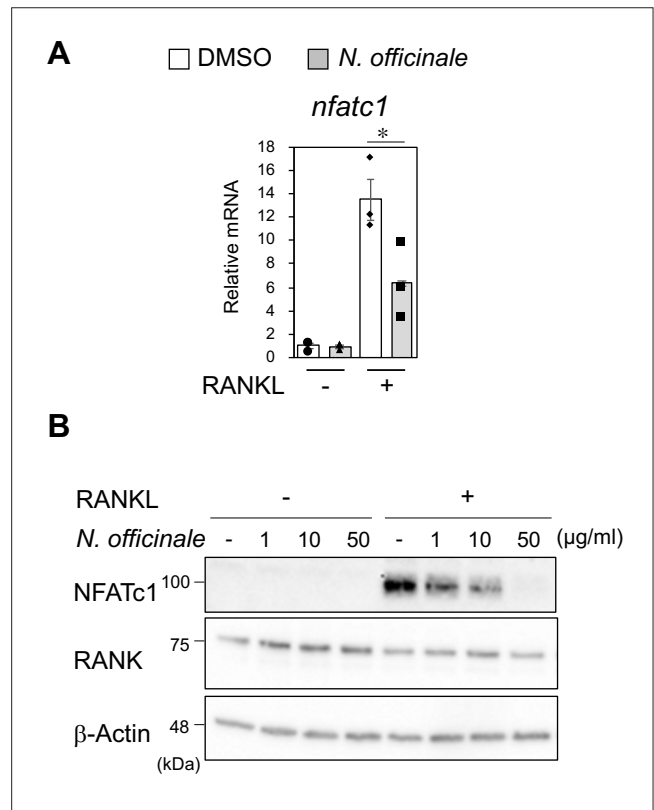 A
DMSO N. officinale
nfatc1
*
Relative mRNA
18
16
14
12
10
8
6
4
2
0
RANKL - +
B
RANKL - +
N. officinale - 1 10 50 - 1 10 50 (μg/ml)
NFATc1 100
RANK 75
β-Actin 48
(kDa)